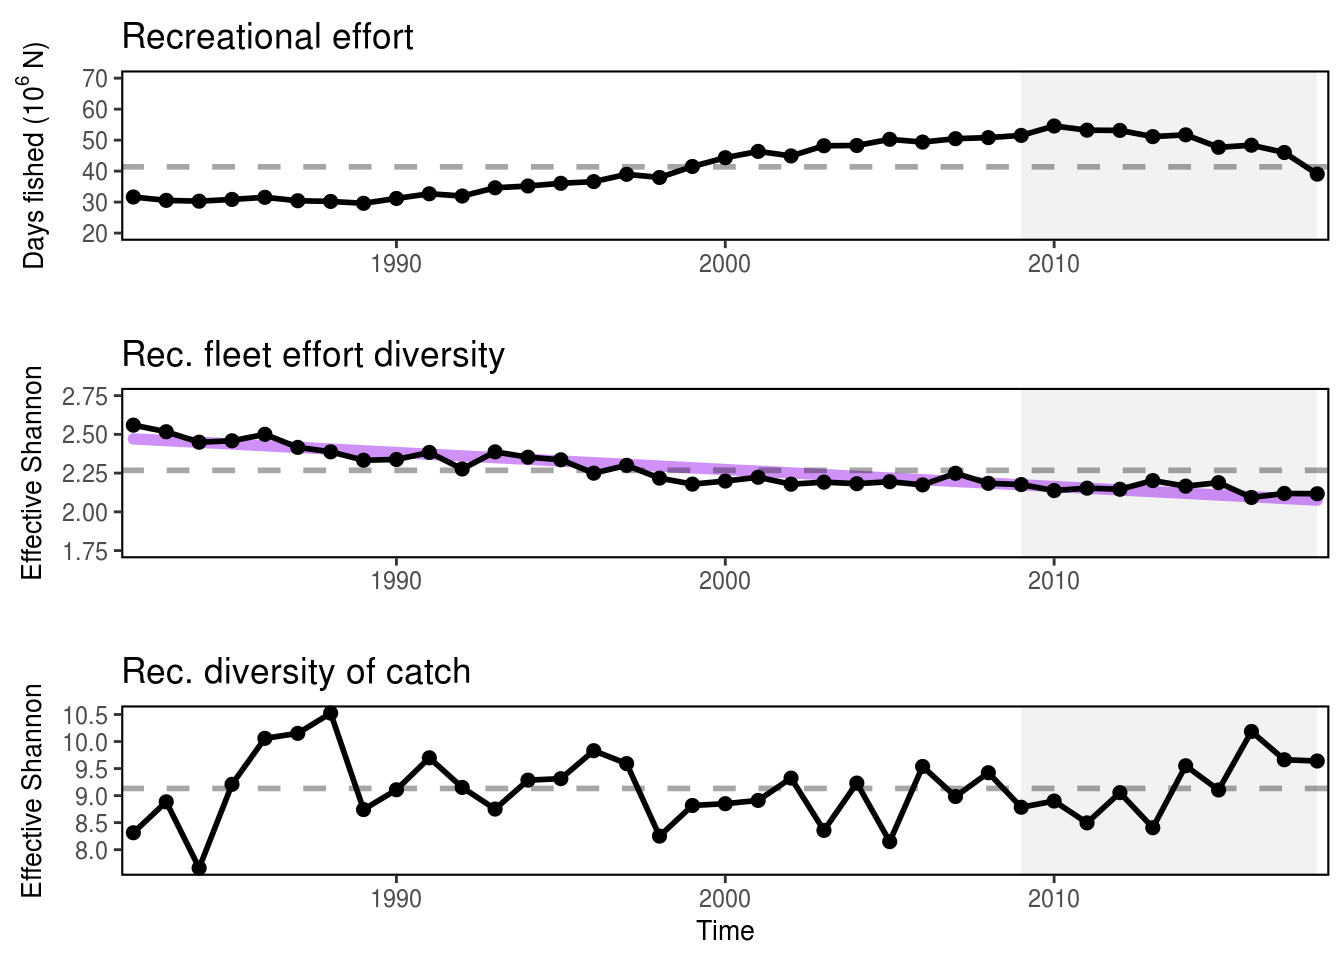 Recreational effort
Days fished (10⁶ N)
70
60
50
40
30
20
1990 2000 2010
Rec. fleet effort diversity
Effective Shannon
2.75
2.50
2.25
2.00
1.75
1990 2000 2010
Rec. diversity of catch
Effective Shannon
10.5
10.0
9.5
9.0
8.5
8.0
1990 2000 2010
Time